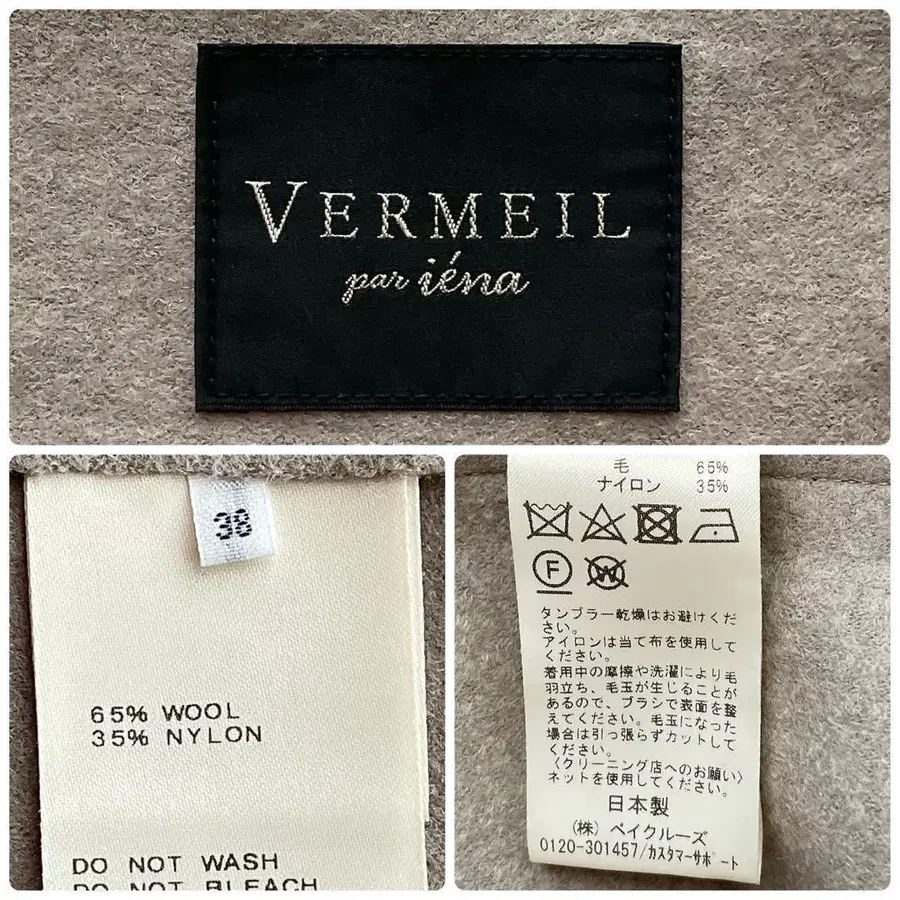 VERMEIL
par iéna
38
65% WOOL
35% NYLON
DO NOT WASH
DO NOT BLEACH
毛 65%
ナイロン 35%
F
W
タンブラー乾燥はお避けくだ
さい。
アイロンは当て布を使用して
ください。
着用中の摩擦や洗濯により毛
羽立ち、毛玉が生じることが
あるので、ブラシで表面を整
えてください。毛玉になった
場合は引っ張らずカットして
ください。
〈クリーニング店へのお願い〉
ネットを使用してください。
日本製
(株) ベイクルーズ
0120-301457/カスタマーサポート